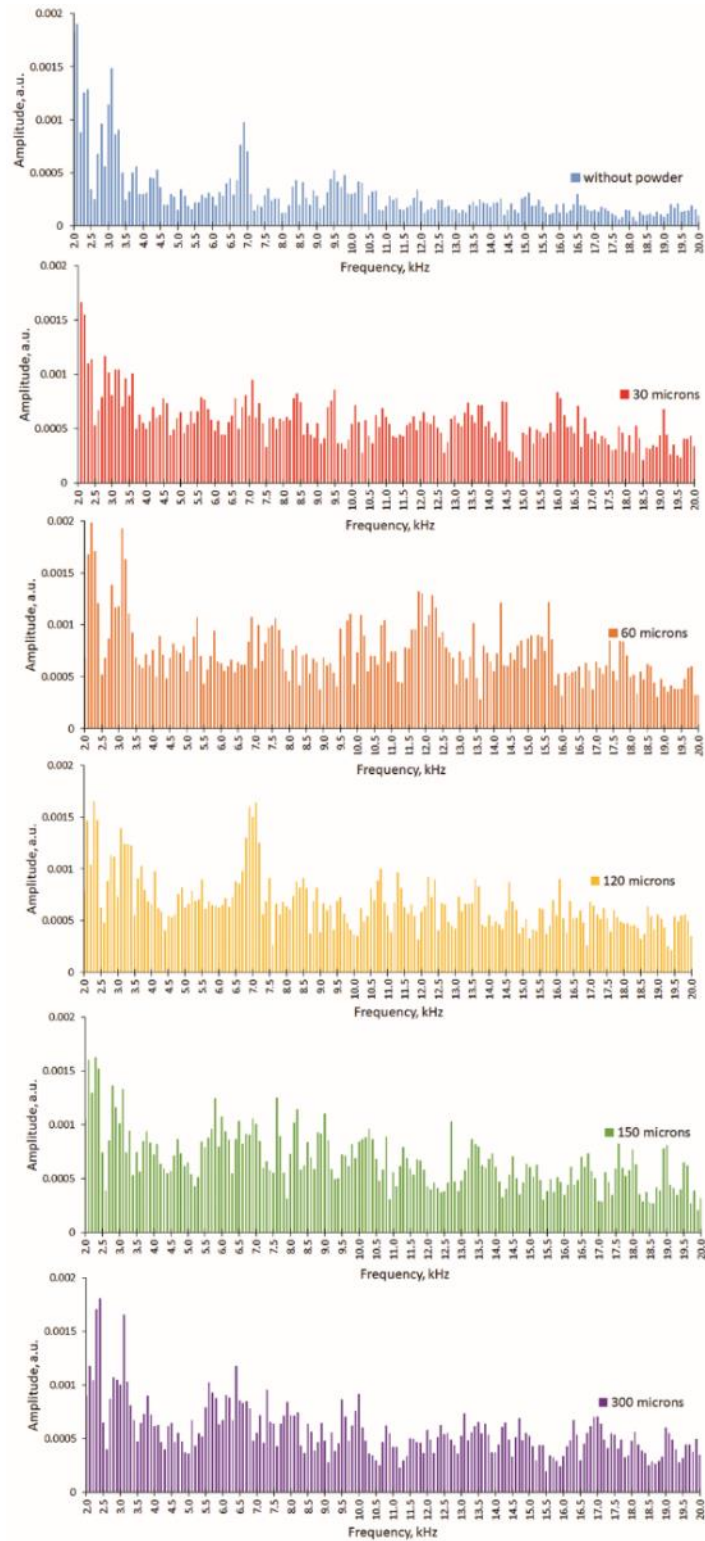 Amplitude, a.u.
0.002
0.0015
0.001
0.0005
0
without powder
2.0 2.5 3.0 3.5 4.0 4.5 5.0 5.5 6.0 6.5 7.0 7.5 8.0 8.5 9.0 9.5 10.0 10.5 11.0 11.5 12.0 12.5 13.0 13.5 14.0 14.5 15.0 15.5 16.0 16.5 17.0 17.5 18.0 18.5 19.0 19.5 20.0
Frequency, kHz
Amplitude, a.u.
0.002
0.0015
0.001
0.0005
0
30 microns
2.0 2.5 3.0 3.5 4.0 4.5 5.0 5.5 6.0 6.5 7.0 7.5 8.0 8.5 9.0 9.5 10.0 10.5 11.0 11.5 12.0 12.5 13.0 13.5 14.0 14.5 15.0 15.5 16.0 16.5 17.0 17.5 18.0 18.5 19.0 19.5 20.0
Frequency, kHz
Amplitude, a.u.
0.002
0.0015
0.001
0.0005
0
60 microns
2.0 2.5 3.0 3.5 4.0 4.5 5.0 5.5 6.0 6.5 7.0 7.5 8.0 8.5 9.0 9.5 10.0 10.5 11.0 11.5 12.0 12.5 13.0 13.5 14.0 14.5 15.0 15.5 16.0 16.5 17.0 17.5 18.0 18.5 19.0 19.5 20.0
Frequency, kHz
Amplitude, a.u.
0.002
0.0015
0.001
0.0005
0
120 microns
2.0 2.5 3.0 3.5 4.0 4.5 5.0 5.5 6.0 6.5 7.0 7.5 8.0 8.5 9.0 9.5 10.0 10.5 11.0 11.5 12.0 12.5 13.0 13.5 14.0 14.5 15.0 15.5 16.0 16.5 17.0 17.5 18.0 18.5 19.0 19.5 20.0
Frequency, kHz
Amplitude, a.u.
0.002
0.0015
0.001
0.0005
0
150 microns
2.0 2.5 3.0 3.5 4.0 4.5 5.0 5.5 6.0 6.5 7.0 7.5 8.0 8.5 9.0 9.5 10.0 10.5 11.0 11.5 12.0 12.5 13.0 13.5 14.0 14.5 15.0 15.5 16.0 16.5 17.0 17.5 18.0 18.5 19.0 19.5 20.0
Frequency, kHz
Amplitude, a.u.
0.002
0.0015
0.001
0.0005
0
300 microns
2.0 2.5 3.0 3.5 4.0 4.5 5.0 5.5 6.0 6.5 7.0 7.5 8.0 8.5 9.0 9.5 10.0 10.5 11.0 11.5 12.0 12.5 13.0 13.5 14.0 14.5 15.0 15.5 16.0 16.5 17.0 17.5 18.0 18.5 19.0 19.5 20.0
Frequency, kHz